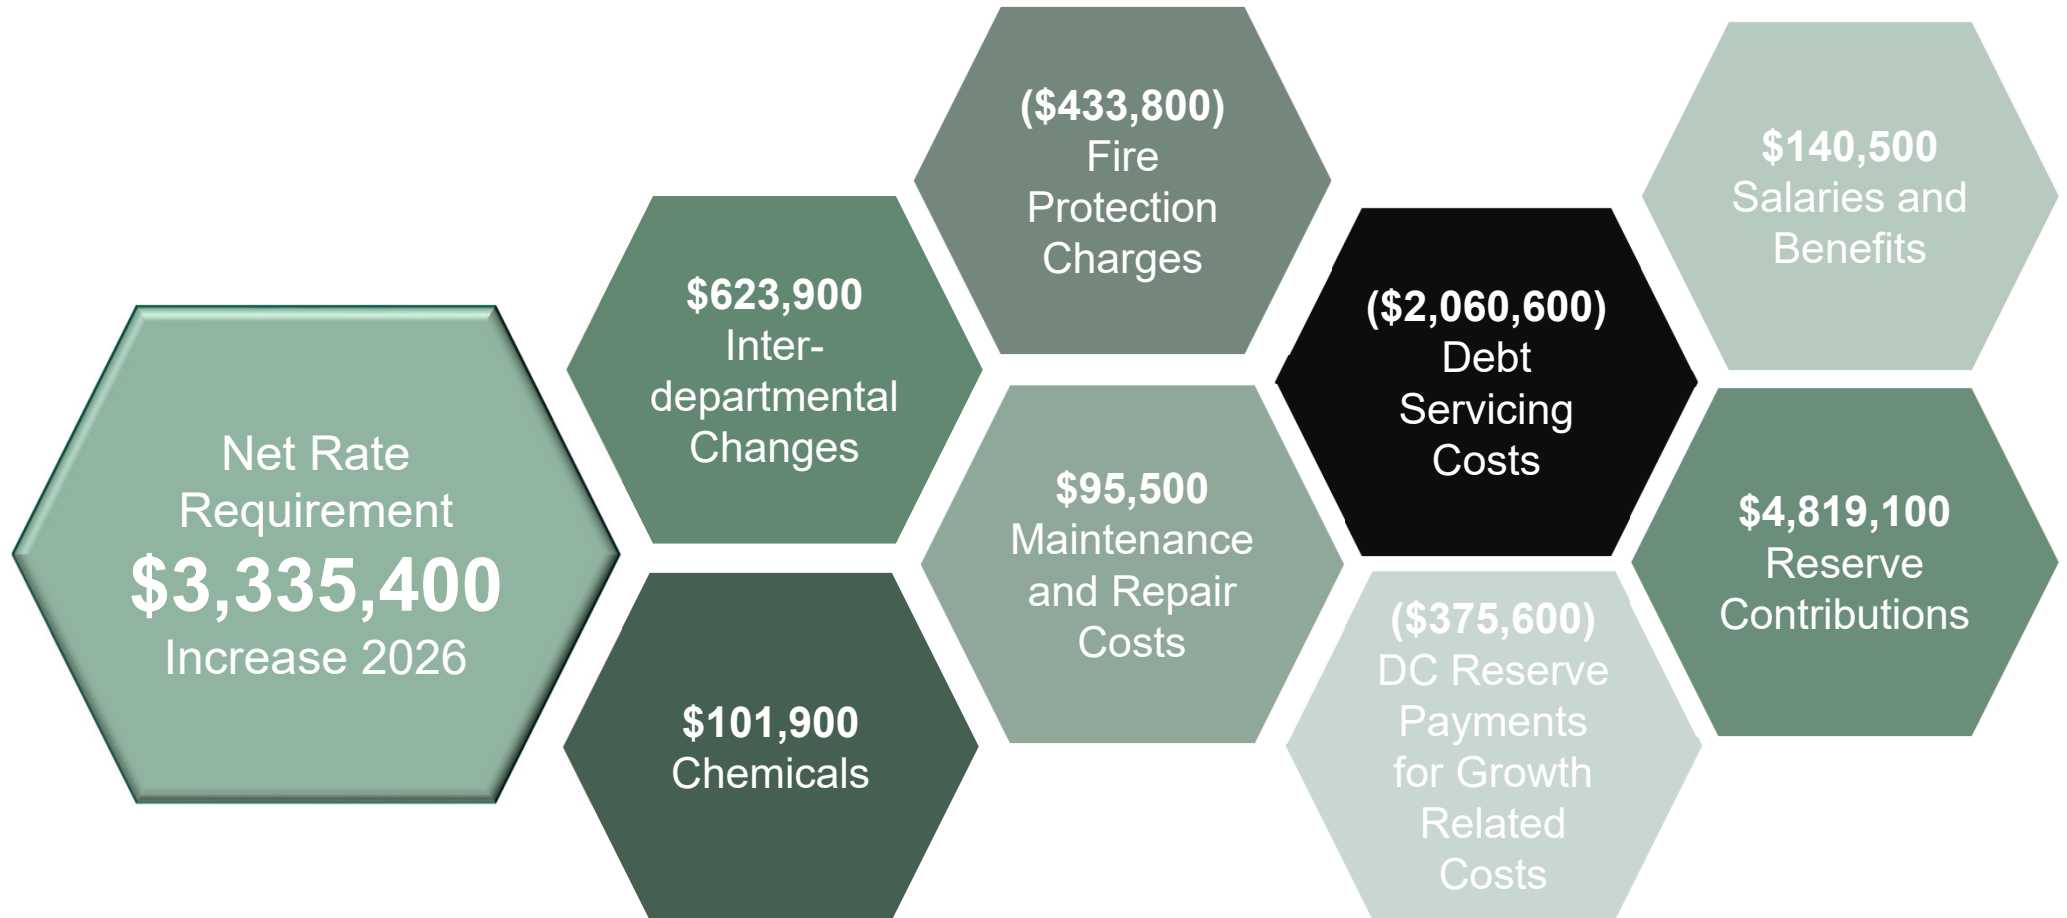 Net Rate
Requirement
$3,335,400
Increase 2026
$623,900
Inter-
departmental
Changes
$101,900
Chemicals
($433,800)
Fire
Protection
Charges
$95,500
Maintenance
and Repair
Costs
($2,060,600)
Debt
Servicing
Costs
($375,600)
DC Reserve
Payments
for Growth
Related
Costs
$140,500
Salaries and
Benefits
$4,819,100
Reserve
Contributions